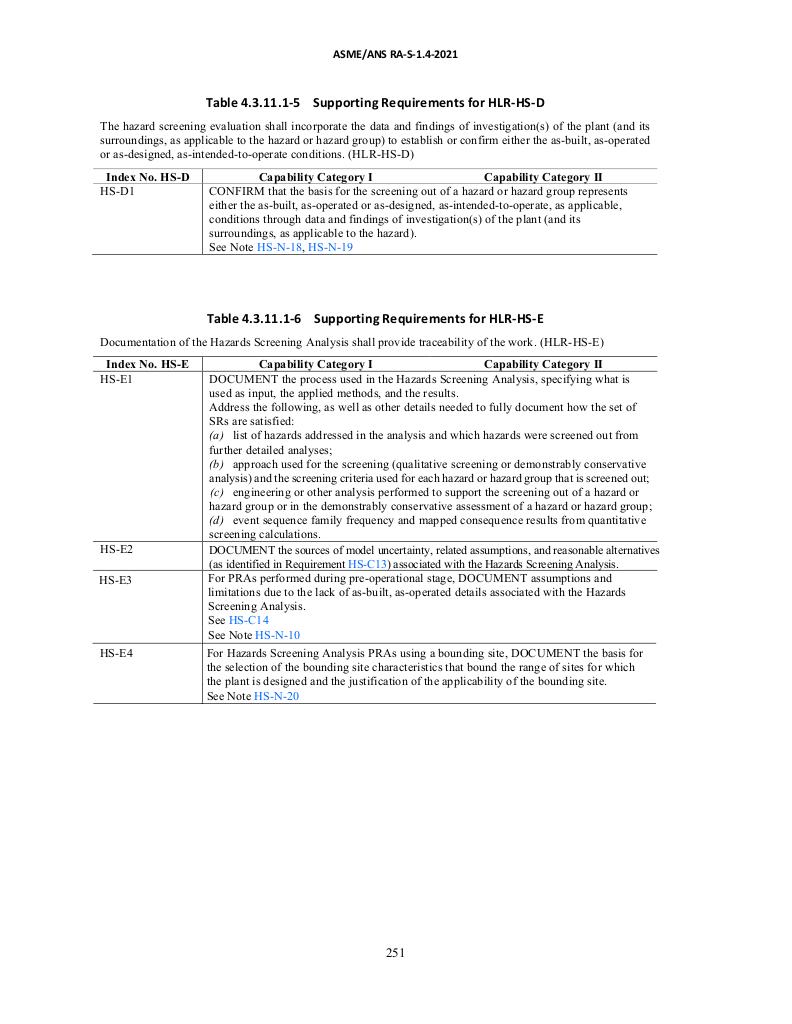 ASME/ANS RA-S-1.4-2021
Table 4.3.11.1-5 Supporting Requirements for HLR-HS-D
The hazard screening evaluation shall incorporate the data and findings of investigation(s) of the plant (and its
surroundings, as applicable to the hazard or hazard group) to establish or confirm either the as-built, as-operated
or as-designed, as-intended-to-operate conditions. (HLR-HS-D)
Index No. HS-D Capability Category I Capability Category II
HS-D1 CONFIRM that the basis for the screening out of a hazard or hazard group represents
either the as-built, as-operated or as-designed, as-intended-to-operate, as applicable,
conditions through data and findings of investigation(s) of the plant (and its
surroundings, as applicable to the hazard).
See Note HS-N-18, HS-N-19
Table 4.3.11.1-6 Supporting Requirements for HLR-HS-E
Documentation of the Hazards Screening Analysis shall provide traceability of the work. (HLR-HS-E)
Index No. HS-E Capability Category I Capability Category II
HS-E1 DOCUMENT the process used in the Hazards Screening Analysis, specifying what is
used as input, the applied methods, and the results.
Address the following, as well as other details needed to fully document how the set of
SRs are satisfied:
(a) list of hazards addressed in the analysis and which hazards were screened out from
further detailed analyses;
(b) approach used for the screening (qualitative screening or demonstrably conservative
analysis) and the screening criteria used for each hazard or hazard group that is screened out;
(c) engineering or other analysis performed to support the screening out of a hazard or
hazard group or in the demonstrably conservative assessment of a hazard or hazard group;
(d) event sequence family frequency and mapped consequence results from quantitative
screening calculations.
HS-E2 DOCUMENT the sources of model uncertainty, related assumptions, and reasonable alternatives
(as identified in Requirement HS-C13) associated with the Hazards Screening Analysis.
HS-E3 For PRAs performed during pre-operational stage, DOCUMENT assumptions and
limitations due to the lack of as-built, as-operated details associated with the Hazards
Screening Analysis.
See HS-C14
See Note HS-N-10
HS-E4 For Hazards Screening Analysis PRAs using a bounding site, DOCUMENT the basis for
the selection of the bounding site characteristics that bound the range of sites for which
the plant is designed and the justification of the applicability of the bounding site.
See Note HS-N-20
251